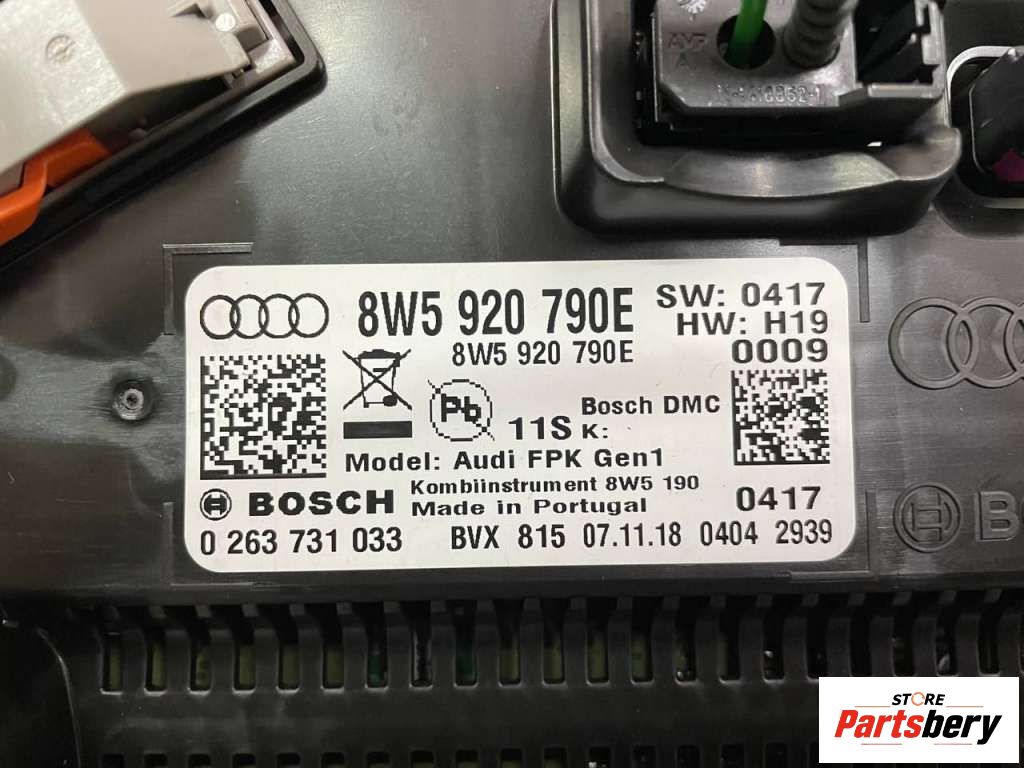 AMP
8W5 920 790E
SW: 0417
HW: H19
8W5 920 790E
0009
Pb
11S
Bosch DMC
K:
Model: Audi FPK Gen1
BOSCH
Kombiinstrument 8W5 190
Made in Portugal
0417
0 263 731 033
BVX 815 07.11.18 0404 2939
B
STORE
Partsbery